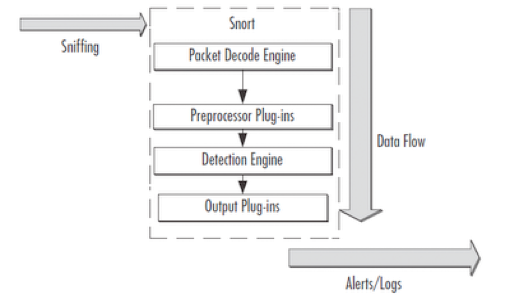 Snort
Sniffing
Packet Decode Engine
Preprocessor Plug-ins
Data Flow
Detection Engine
Output Plug-ins
Alerts/Logs